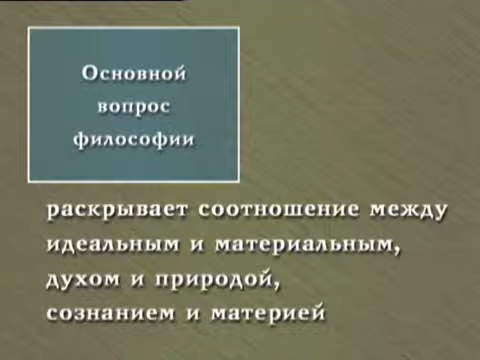 Основной
вопрос
философии
раскрывает соотношение между
идеальным и материальным,
духом и природой,
сознанием и материей